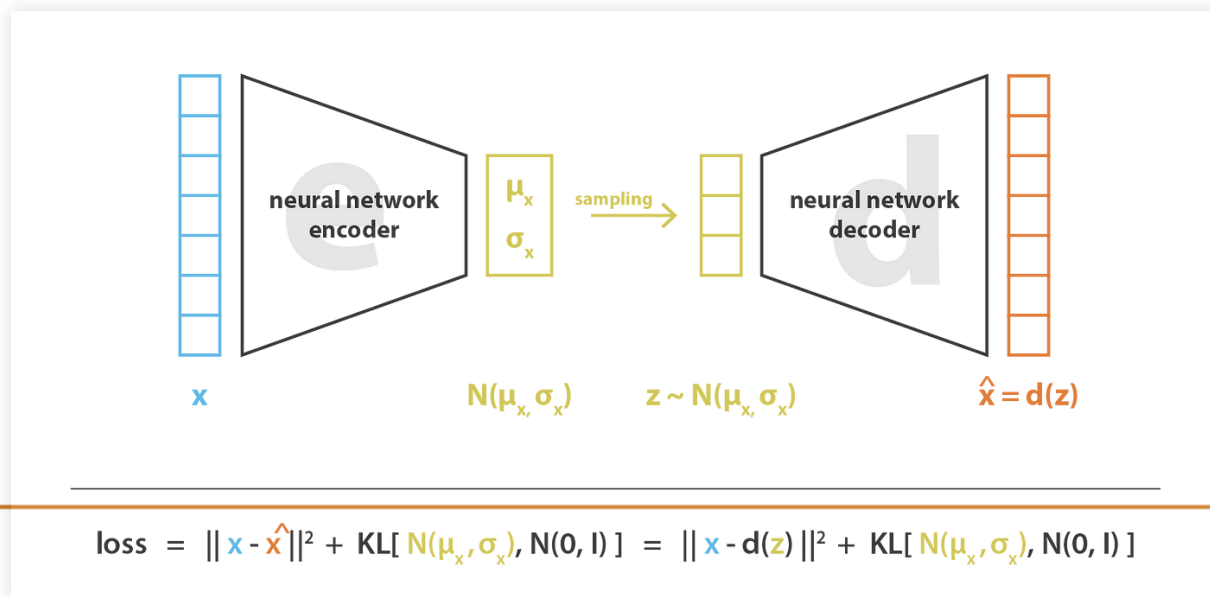 e
neural network
encoder
μₓ
σₓ
sampling
d
neural network
decoder
x
N(μₓ, σₓ)
z ~ N(μₓ, σₓ)
x̂ = d(z)
loss = || x - x̂ ||² + KL[ N(μₓ, σₓ), N(0, I) ] = || x - d(z) ||² + KL[ N(μₓ, σₓ), N(0, I) ]